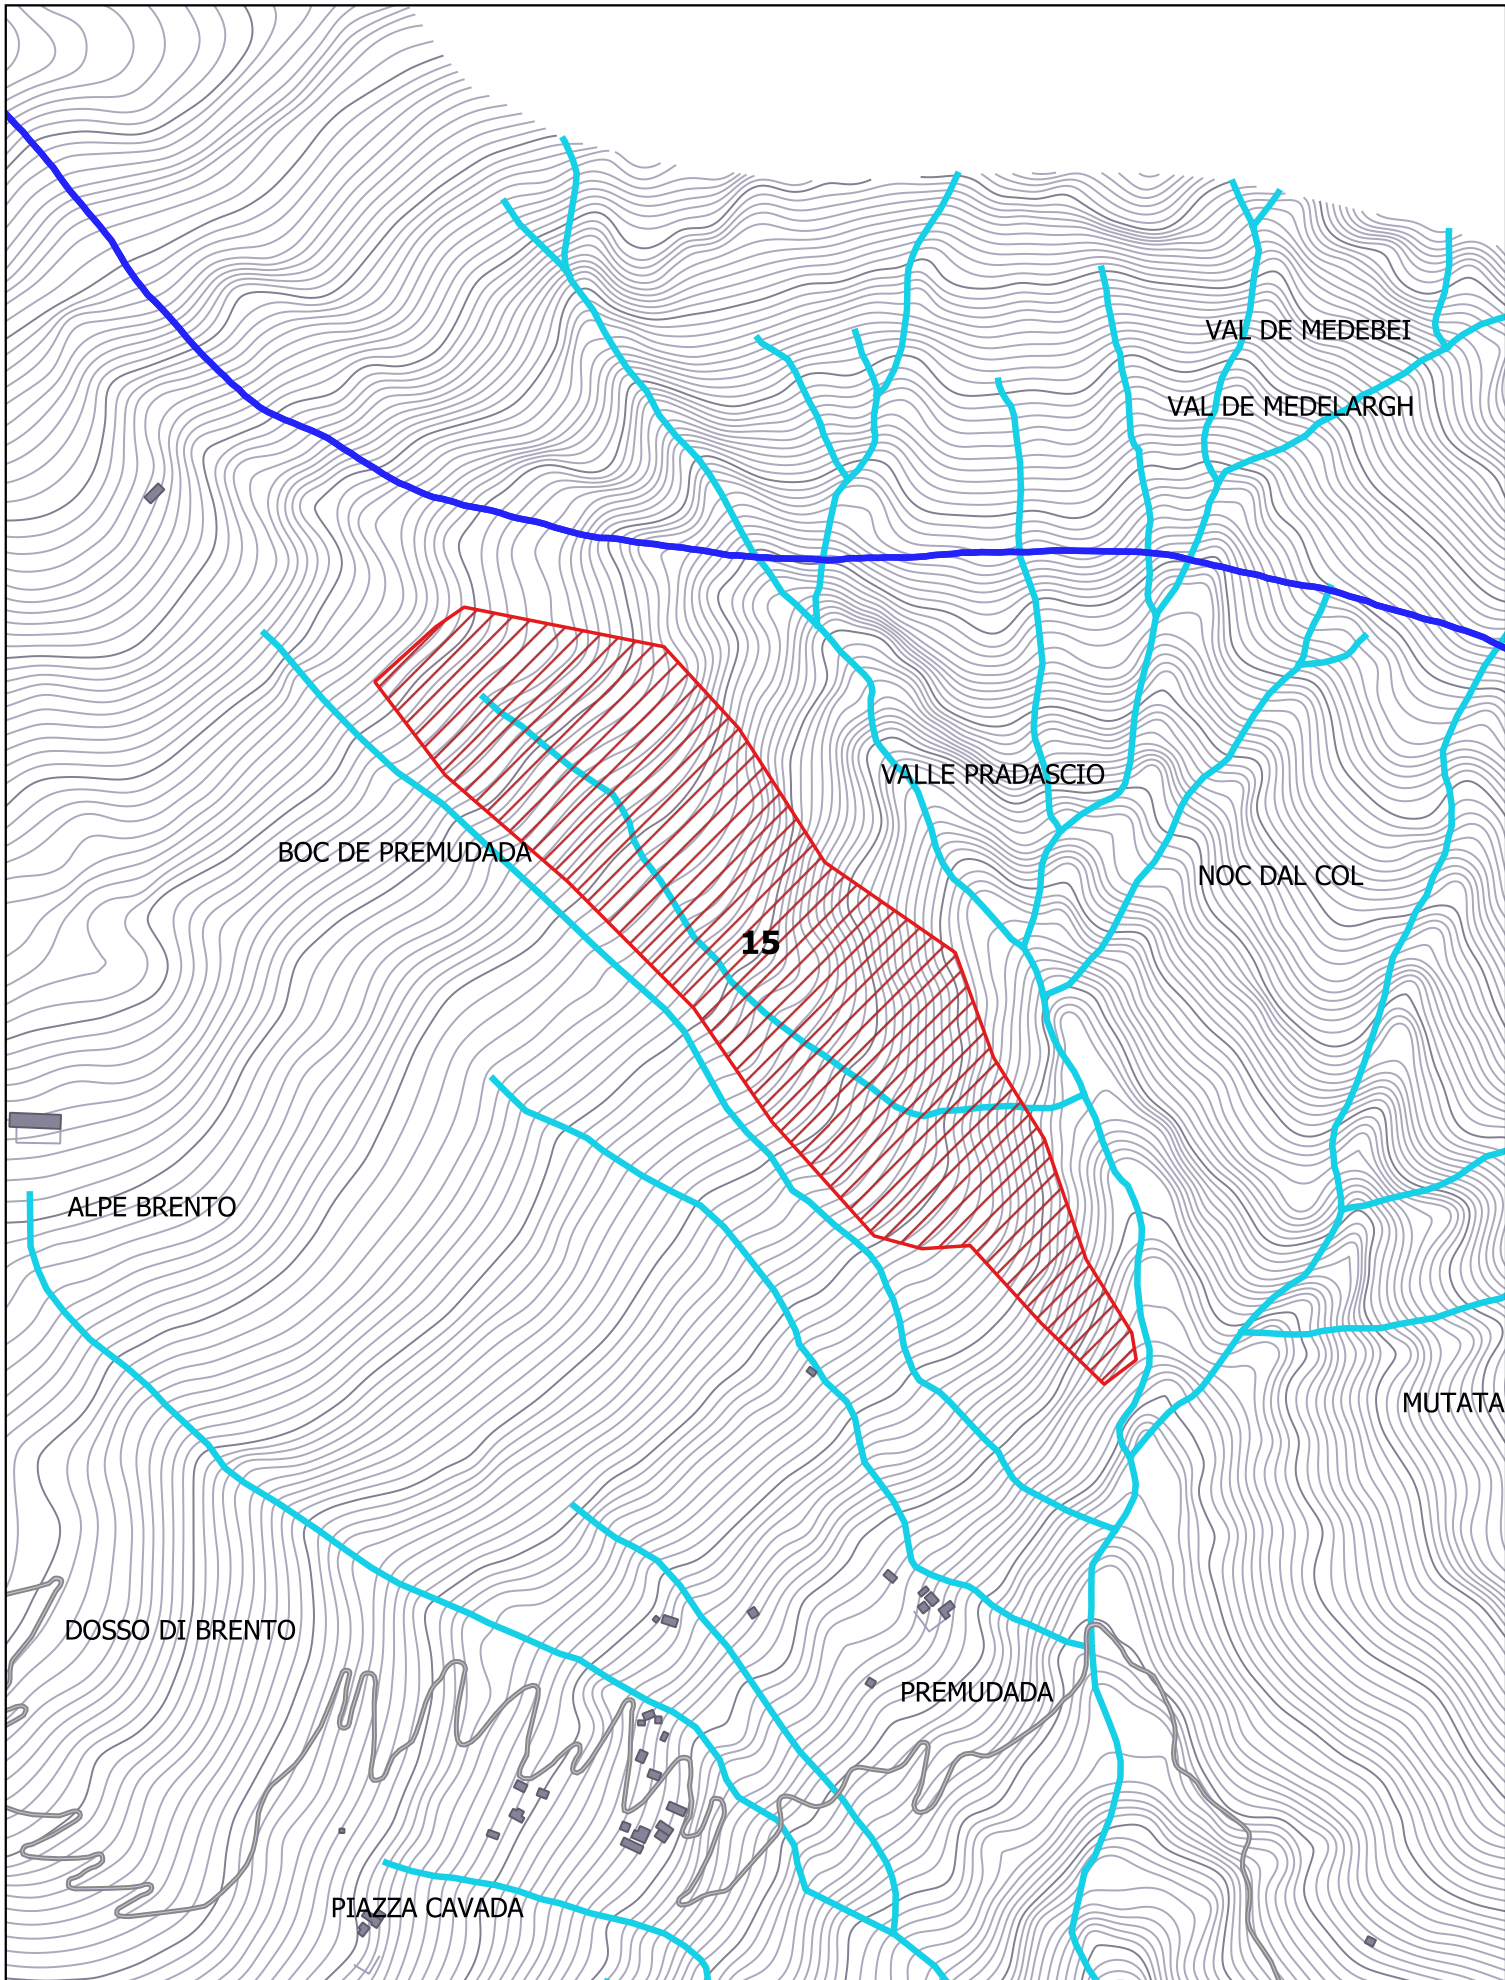 VAL DE MEDEBEI
VAL DE MEDELARGH
VALLE PRADASCIO
BOC DE PREMUDADA
NOC DAL COL
15
ALPE BRENTO
MUTATA
DOSSO DI BRENTO
PREMUDADA
PIAZZA CAVADA